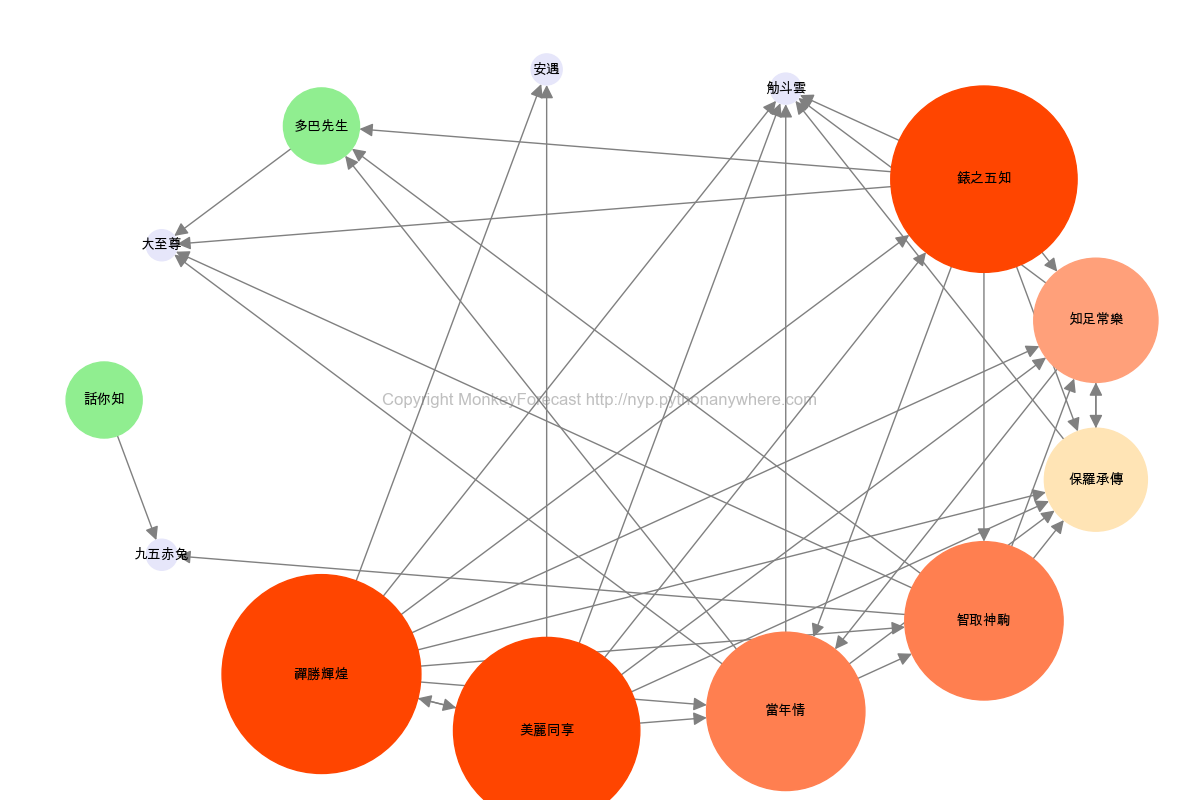 安遇
觔斗雲
多巴先生
錶之五知
大至尊
知足常樂
話你知
Copyright MonkeyForecast http://nyp.pythonanywhere.com
保羅承傳
九五赤兔
智取神駒
禪勝輝煌
當年情
美麗同享